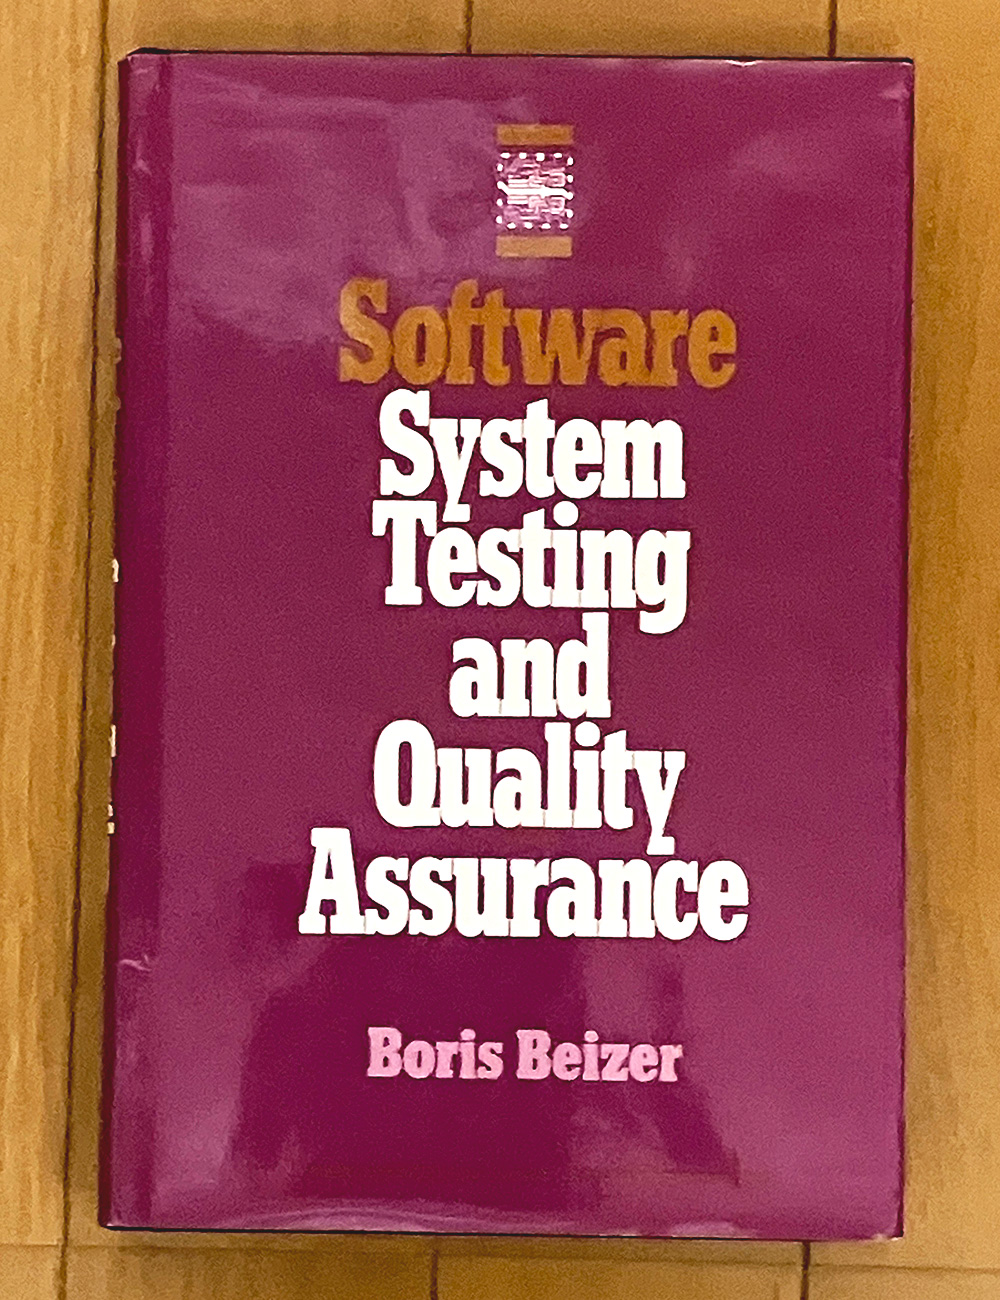 Software
System
Testing
and
Quality
Assurance
Boris Beizer